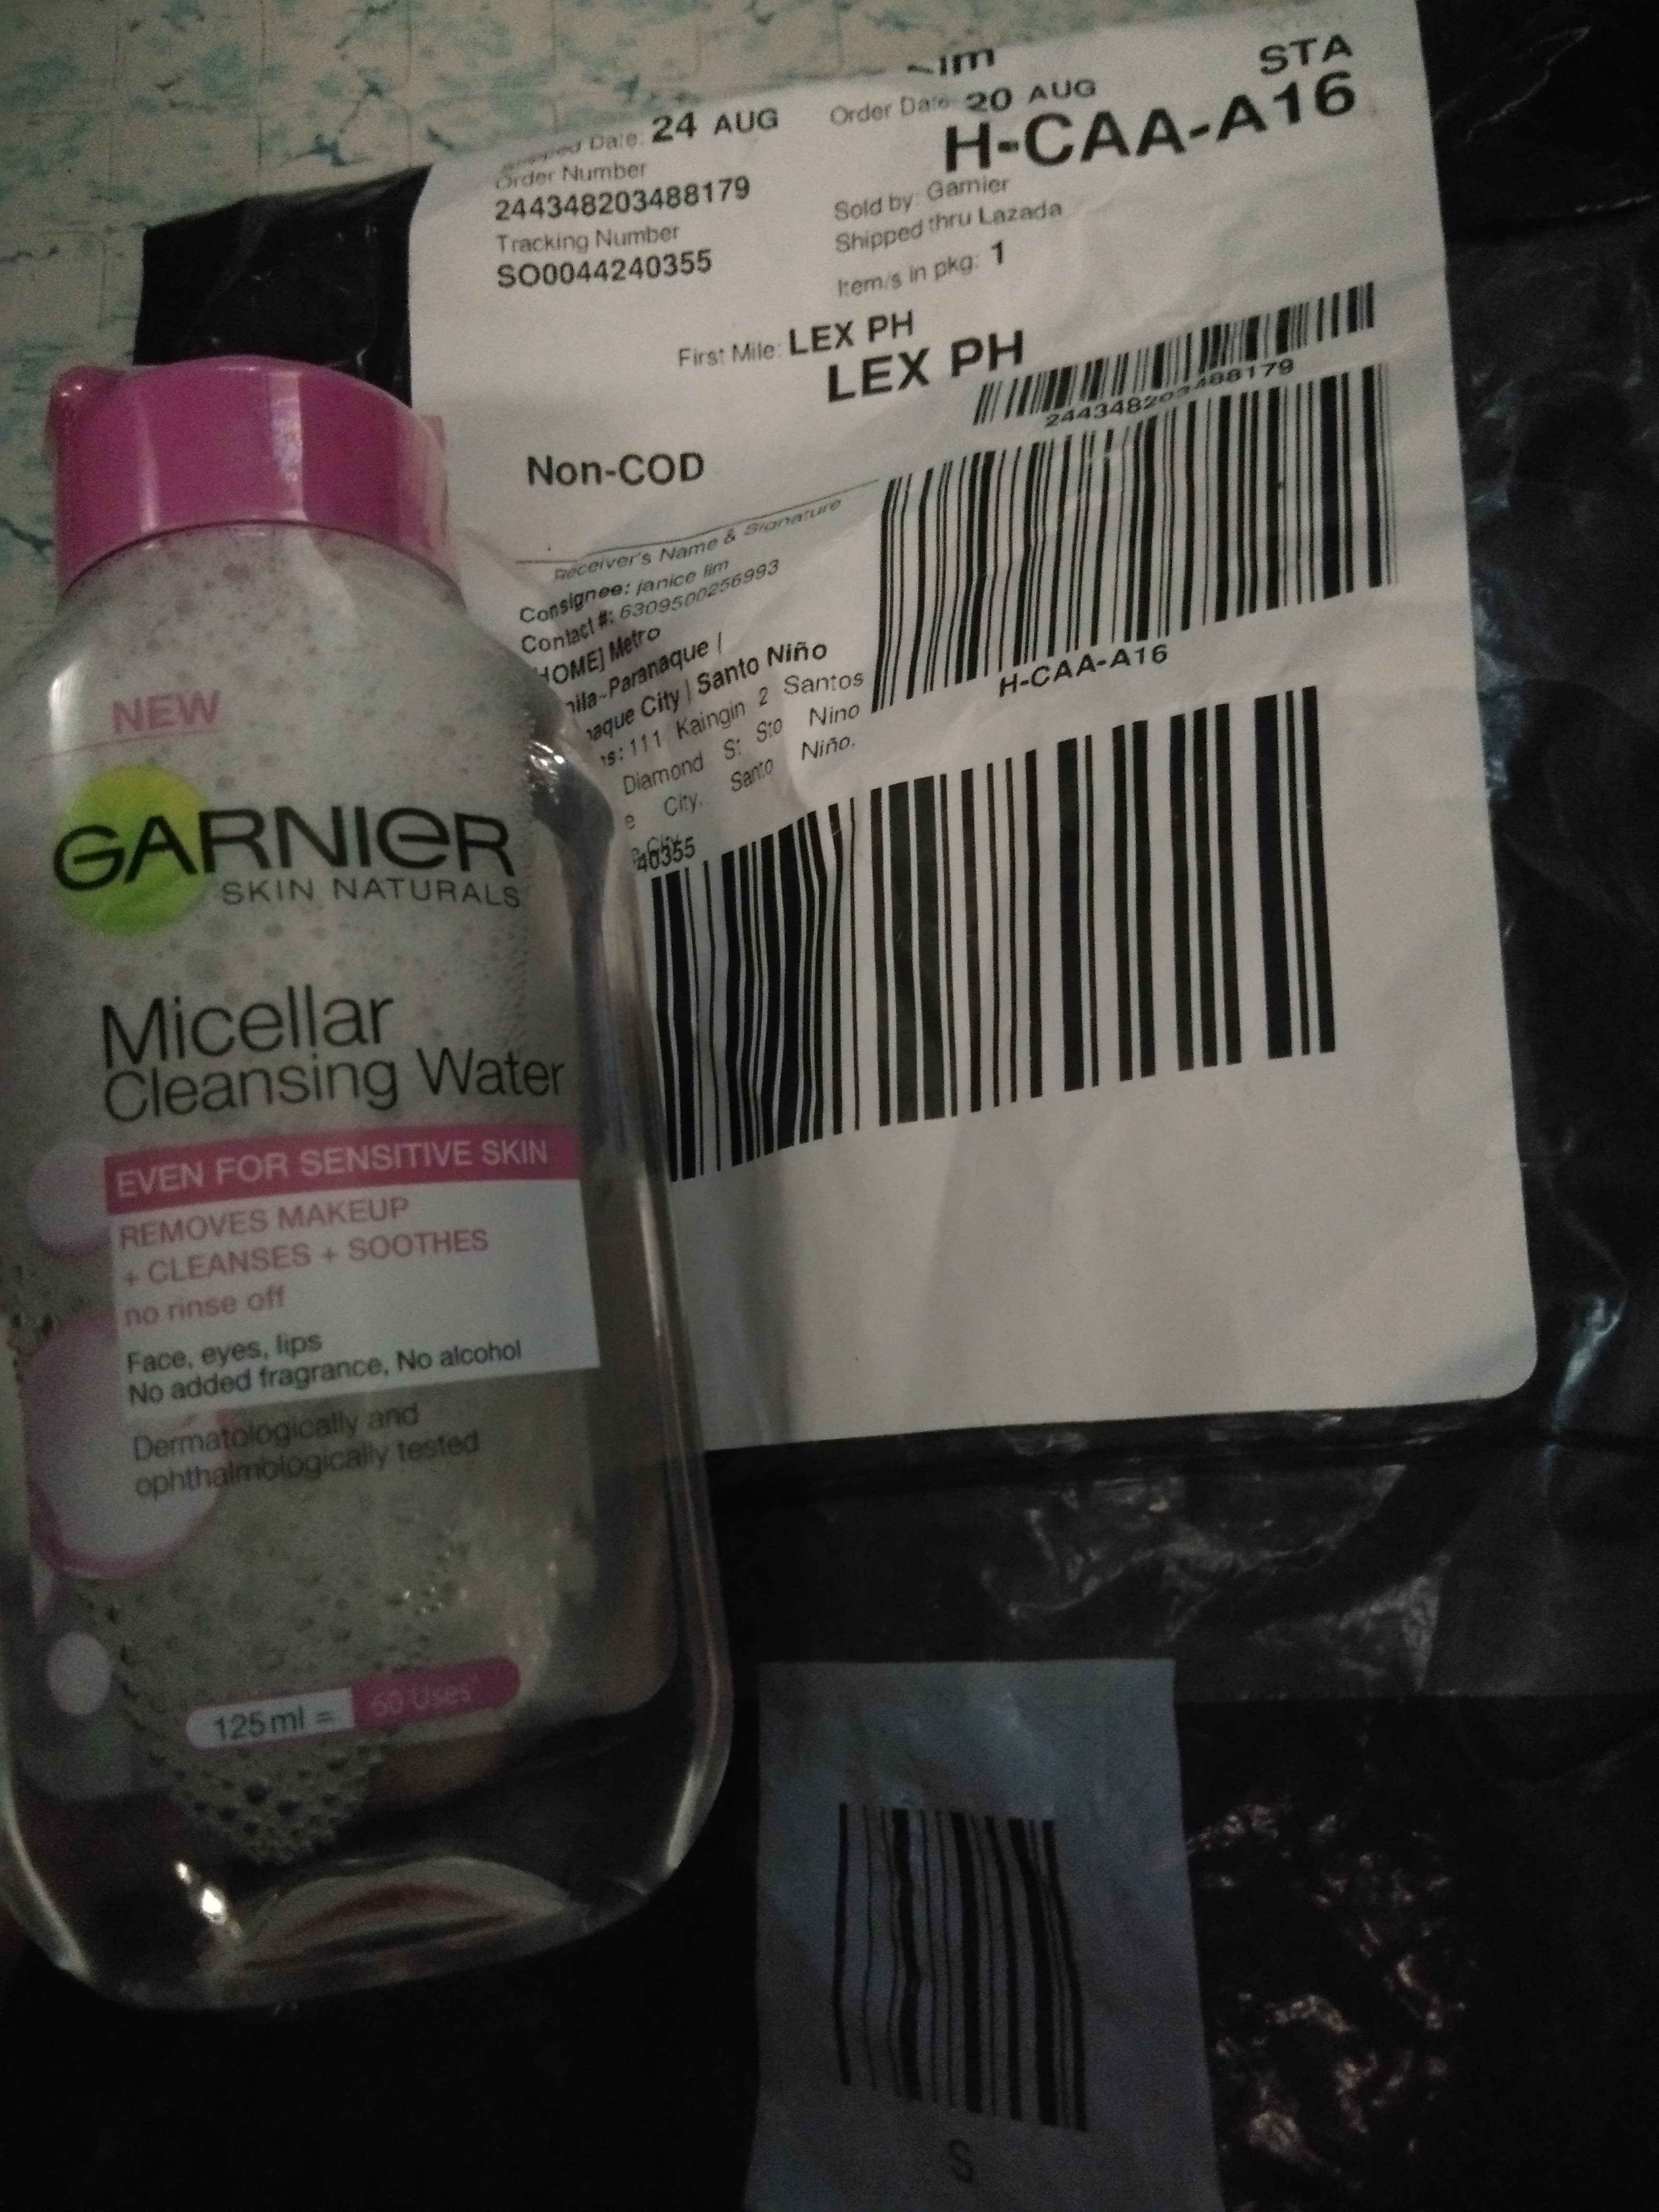 STA
Date: 24 AUG
Order Date: 20 AUG
H-CAA-A16
Order Number
244348203488179
Tracking Number
SO0044240355
Sold by: Garnier
Shipped thru Lazada
Item/s in pkg: 1
First Mile: LEX PH
LEX PH
244348203488179
Non-COD
Receiver's Name & Signature
Consignee: janice lim
Contact #: 6309500256993
HOME] Metro
nila~Paranaque |
naque City | Santo Niño
111 Kaingin 2 Santos
Diamond St Sto Nino
e City, Santo Niño,
40355
H-CAA-A16
NEW
GARNIER
SKIN NATURALS
Micellar
Cleansing Water
EVEN FOR SENSITIVE SKIN
REMOVES MAKEUP
+ CLEANSES + SOOTHES
no rinse off
Face, eyes, lips
No added fragrance, No alcohol
Dermatologically and
ophthalmologically tested
125ml = 60 Uses*
S